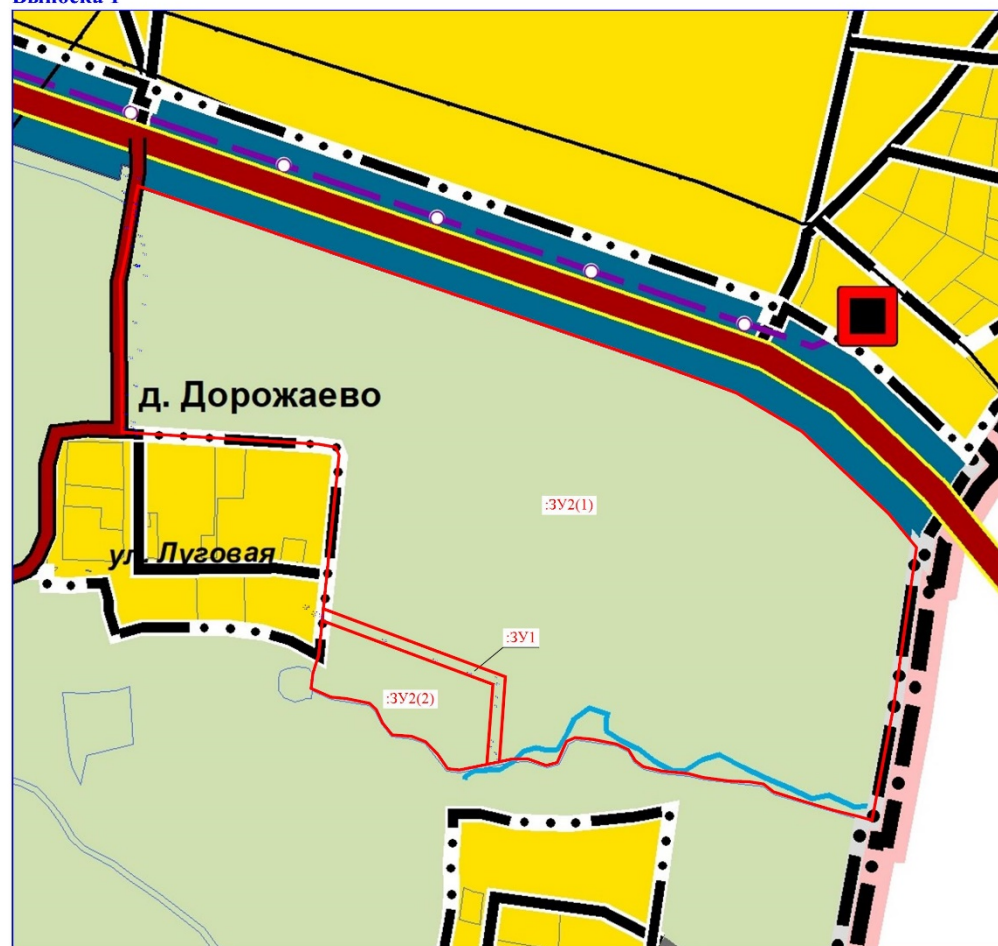 Выноска 1
д. Дорожаево
:ЗУ2(1)
ул. Луговая
:ЗУ1
:ЗУ2(2)